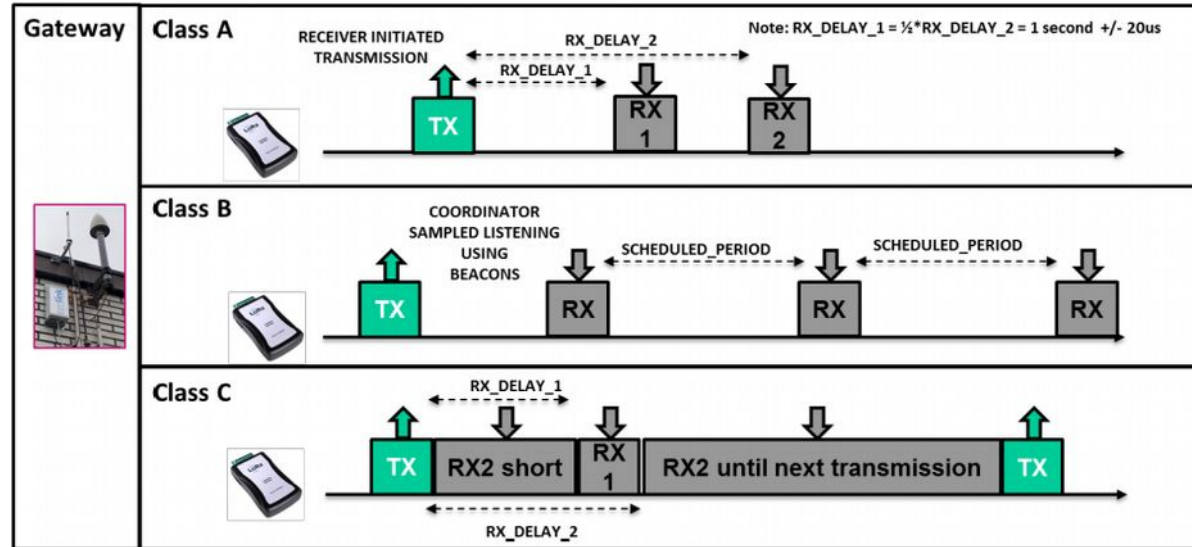 Gateway
Class A
Note: RX_DELAY_1 = ½*RX_DELAY_2 = 1 second +/- 20us
RECEIVER INITIATED
TRANSMISSION
RX_DELAY_2
RX_DELAY_1
TX
RX
1
RX
2
Class B
COORDINATOR
SAMPLED LISTENING
USING
BEACONS
SCHEDULED_PERIOD
SCHEDULED_PERIOD
TX
RX
RX
RX
Class C
RX_DELAY_1
TX
RX2 short
RX
1
RX2 until next transmission
TX
RX_DELAY_2